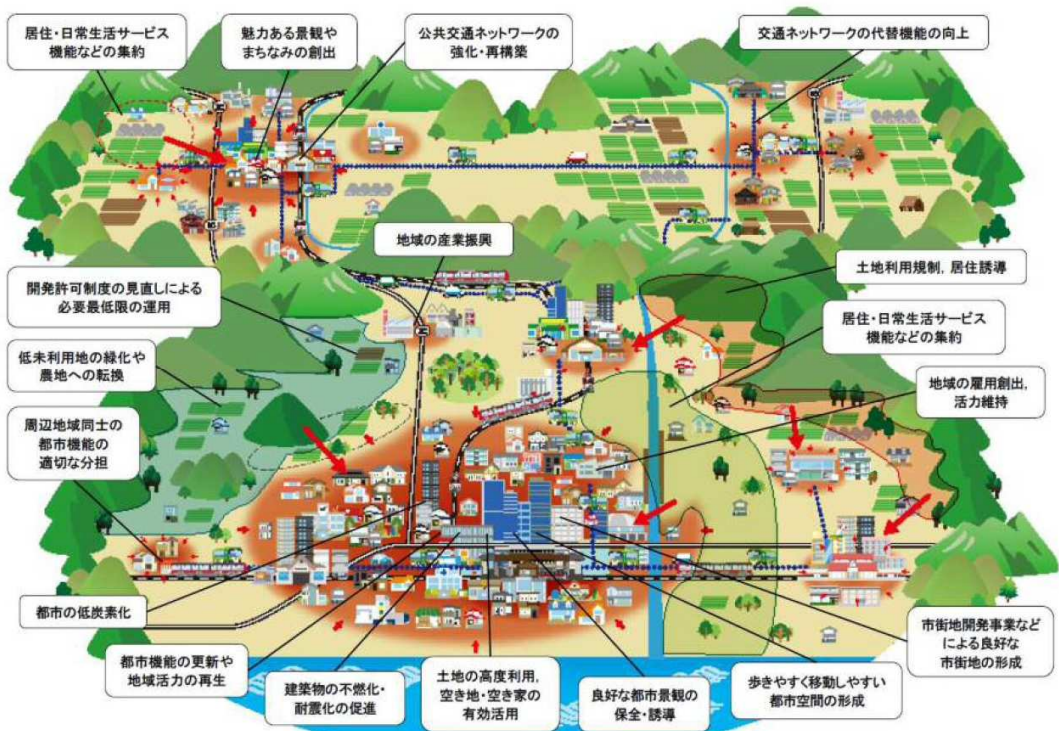 居住・日常生活サービス
機能などの集約
魅力ある景観や
まちなみの創出
公共交通ネットワークの
強化・再構築
交通ネットワークの代替機能の向上
地域の産業振興
土地利用規制, 居住誘導
開発許可制度の見直しによる
必要最低限の運用
居住・日常生活サービス
機能などの集約
低未利用地の緑化や
農地への転換
地域の雇用創出,
活力維持
周辺地域同士の
都市機能の
適切な分担
都市の低炭素化
市街地開発事業など
による良好な
市街地の形成
都市機能の更新や
地域活力の再生
建築物の不燃化・
耐震化の促進
土地の高度利用,
空き地・空き家の
有効活用
良好な都市景観の
保全・誘導
歩きやすく移動しやすい
都市空間の形成